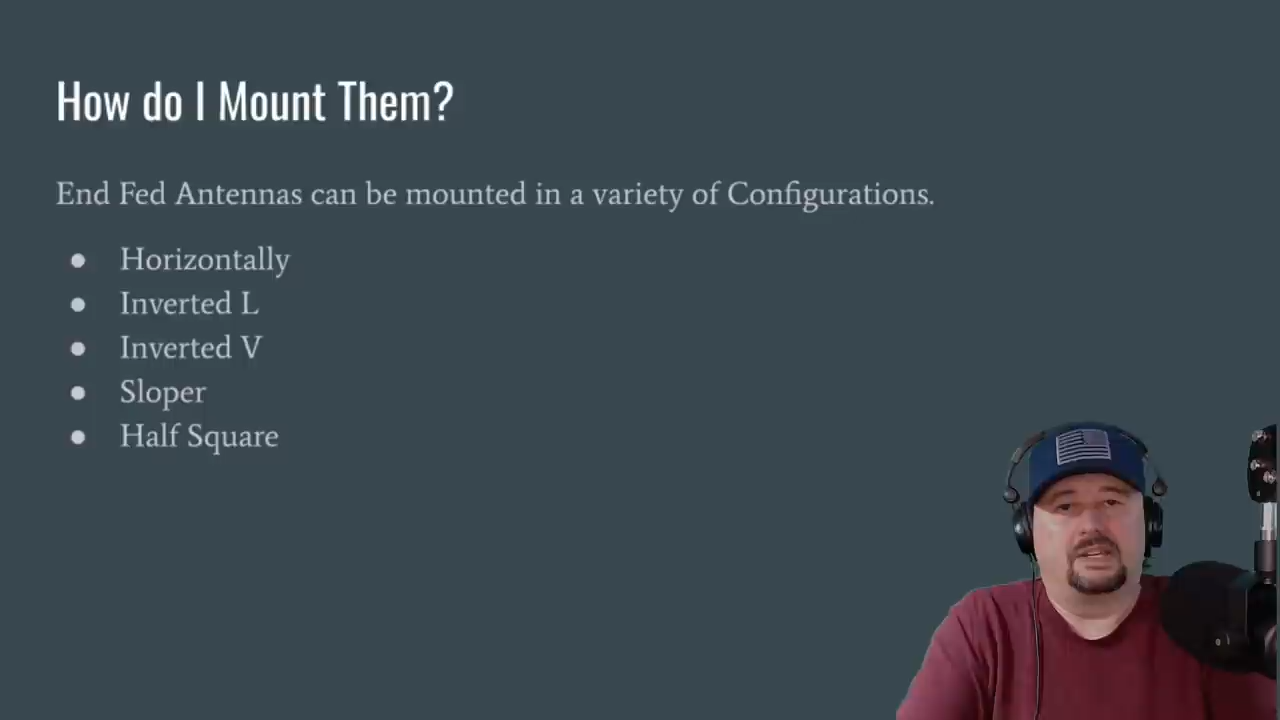 How do I Mount Them?
End Fed Antennas can be mounted in a variety of Configurations.
● Horizontally
● Inverted L
● Inverted V
● Sloper
● Half Square